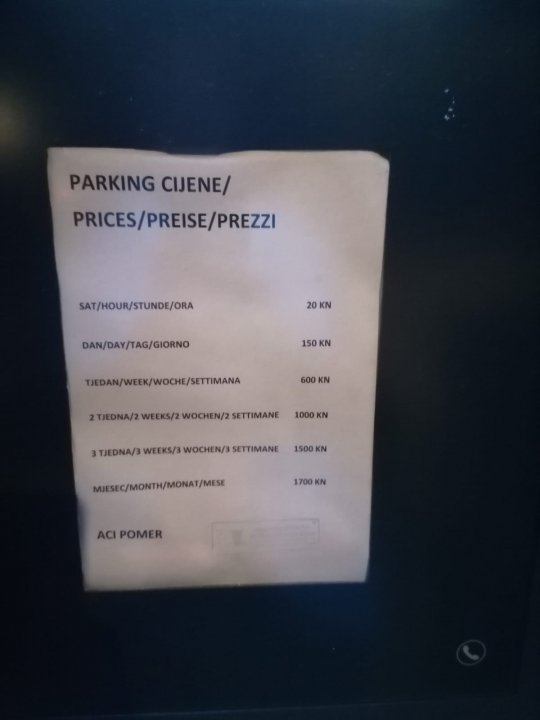 PARKING CIJENE/
PRICES/PREISE/PREZZI
SAT/HOUR/STUNDE/ORA 20 KN
DAN/DAY/TAG/GIORNO 150 KN
TJEDAN/WEEK/WOCHE/SETTIMANA 600 KN
2 TJEDNA/2 WEEKS/2 WOCHEN/2 SETTIMANE 1000 KN
3 TJEDNA/3 WEEKS/3 WOCHEN/3 SETTIMANE 1500 KN
MJESEC/MONTH/MONAT/MESE 1700 KN
ACI POMER